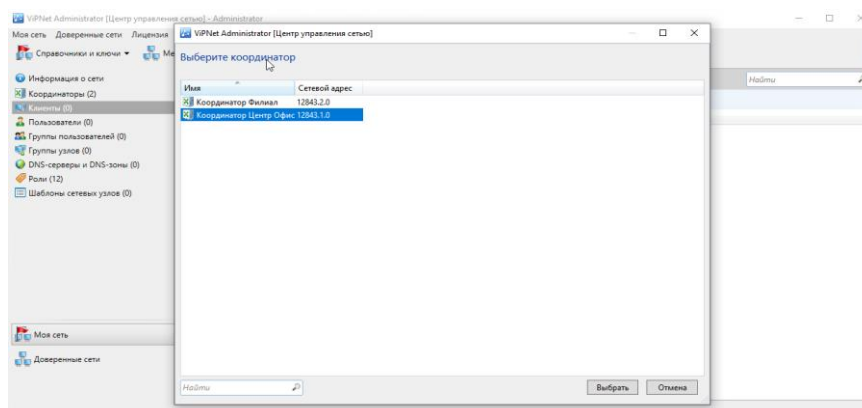 ViPNet Administrator [Центр управления сетью] - Administrator
Моя сеть Доверенные сети Лицензия
Справочники и ключи
Информация о сети
Координаторы (2)
Клиенты (0)
Пользователи (0)
Группы пользователей (0)
Группы узлов (0)
DNS-серверы и DNS-зоны (0)
Роли (12)
Шаблоны сетевых узлов (0)
Моя сеть
Доверенные сети
ViPNet Administrator [Центр управления сетью]
Выберите координатор
Имя Сетевой адрес
Координатор Филиал 12843.2.0
Координатор Центр Офис 12843.1.0
Найти
Выбрать Отмена
Найти